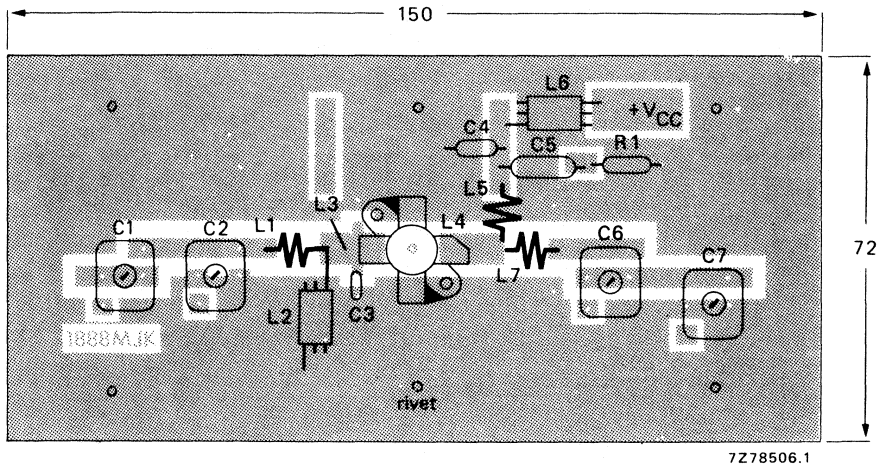 150
L6
+VCC
C4
C5
R1
L5
L3
L4
C1
C2
L1
C6
C7
72
L7
L2
C3
1888MJK
rivet
7Z78506.1